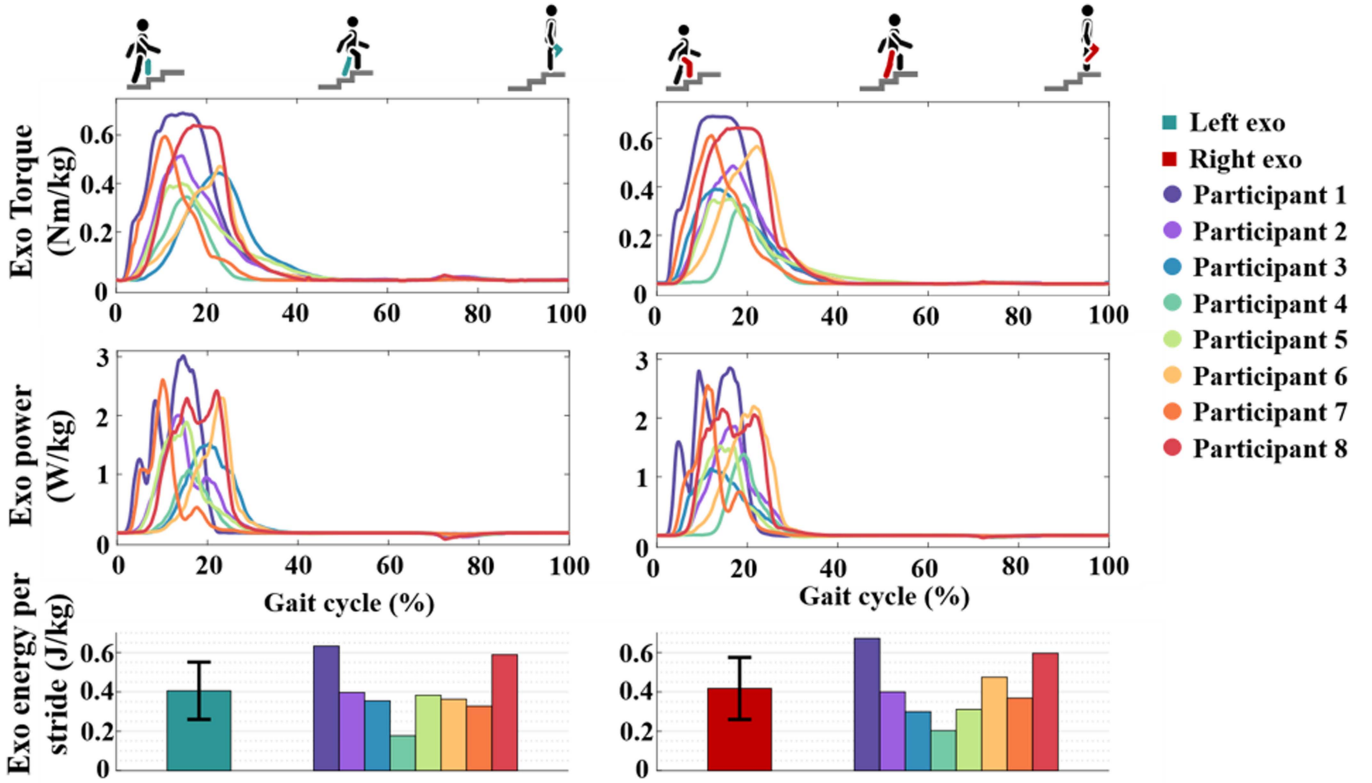 Exo Torque
(Nm/kg)
0.6
0.4
0.2
0
0 20 40 60 80 100
0.6
0.4
0.2
0
0 20 40 60 80 100
Exo power
(W/kg)
3
2
1
0
0 20 40 60 80 100
Gait cycle (%)
3
2
1
0
0 20 40 60 80 100
Gait cycle (%)
Exo energy per
stride (J/kg)
0.6
0.4
0.2
0
0.6
0.4
0.2
0
Left exo
Right exo
Participant 1
Participant 2
Participant 3
Participant 4
Participant 5
Participant 6
Participant 7
Participant 8